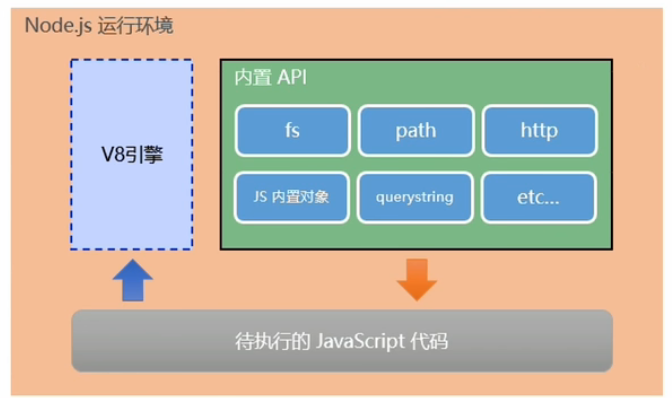 Node.js 运行环境
V8引擎
内置 API
fs
path
http
JS 内置对象
querystring
etc...
待执行的 JavaScript 代码